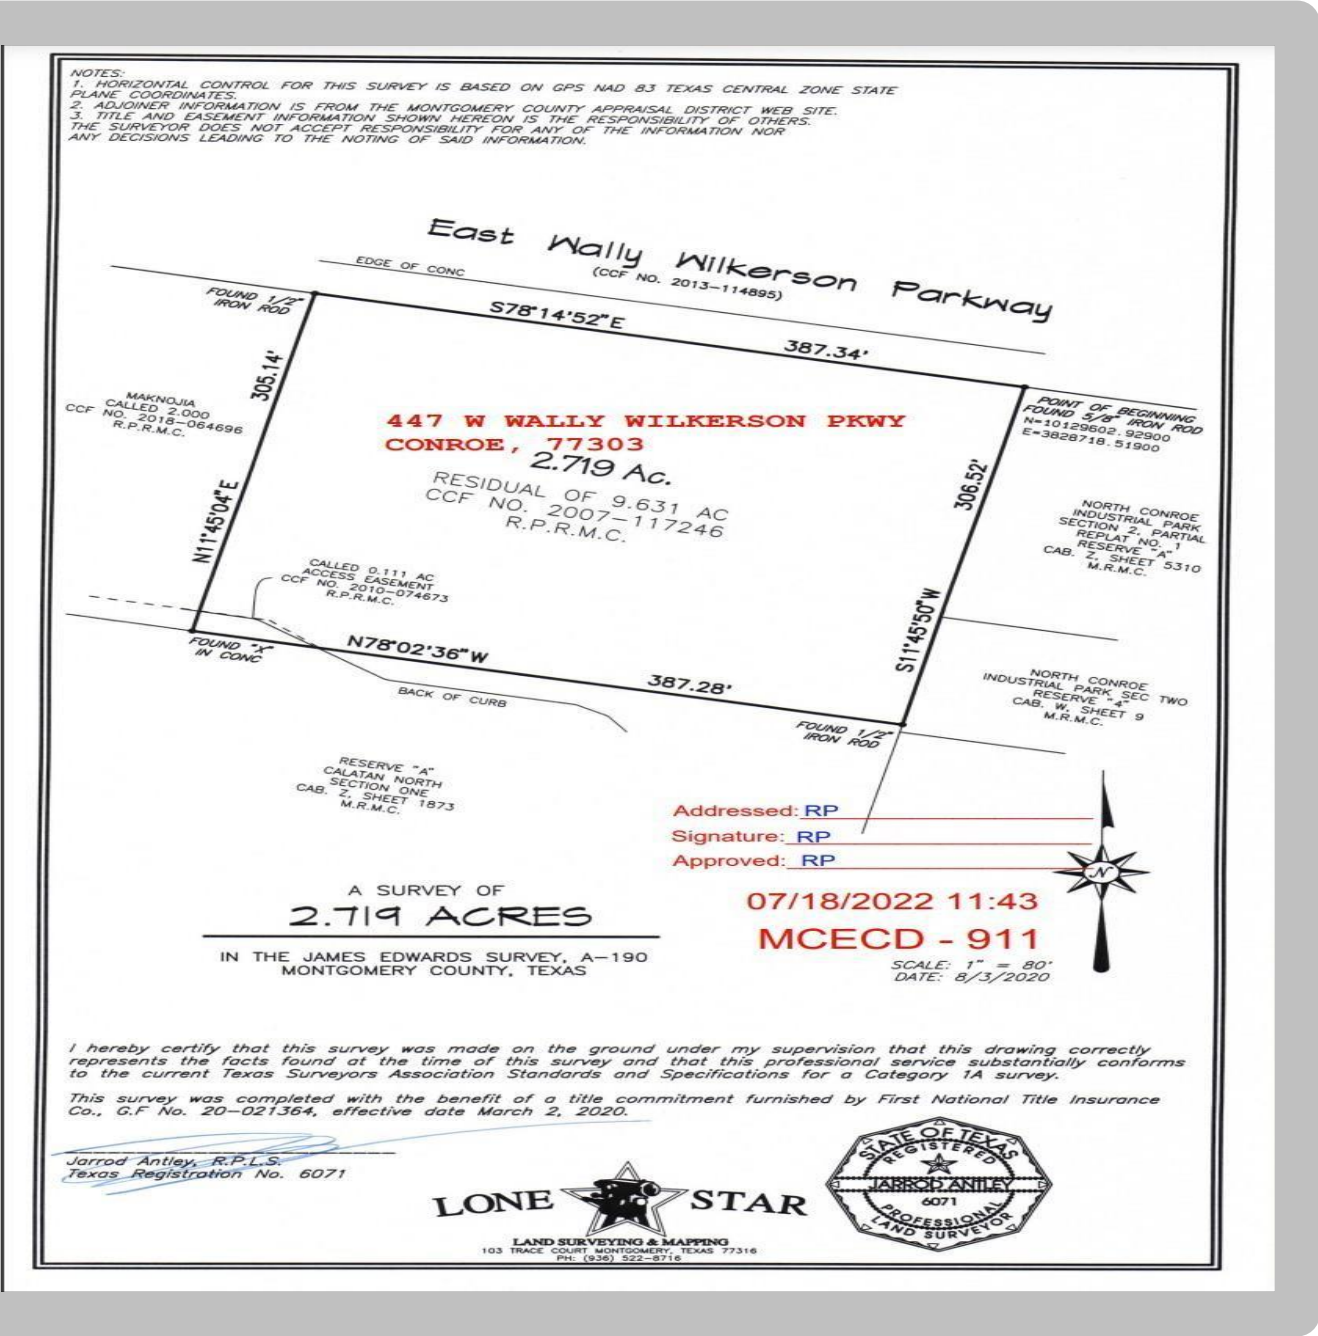 NOTES:
1. HORIZONTAL CONTROL FOR THIS SURVEY IS BASED ON GPS NAD 83 TEXAS CENTRAL ZONE STATE
PLANE COORDINATES.
2. ADJOINER INFORMATION IS FROM THE MONTGOMERY COUNTY APPRAISAL DISTRICT WEB SITE.
3. TITLE AND EASEMENT INFORMATION SHOWN HEREON IS THE RESPONSIBILITY OF OTHERS.
THE SURVEYOR DOES NOT ACCEPT RESPONSIBILITY FOR ANY OF THE INFORMATION NOR
ANY DECISIONS LEADING TO THE NOTING OF SAID INFORMATION.
East Wally Wilkerson Parkway
(CCF NO. 2013-114895)
EDGE OF CONC
FOUND 1/2"
IRON ROD
S78°14'52"E
387.34'
305.14'
N11°45'04"E
MAKNOJIA
CALLED 2.000
CCF NO. 2018-064696
R.P.R.M.C.
447 W WALLY WILKERSON PKWY
CONROE, 77303
2.719 Ac.
RESIDUAL OF 9.631 AC
CCF NO. 2007-117246
R.P.R.M.C.
POINT OF BEGINNING
FOUND 5/8" IRON ROD
N=10129602.92900
E=3828718.51900
306.52'
S11°45'50"W
NORTH CONROE
INDUSTRIAL PARK
SECTION 2, PARTIAL
REPLAT NO. 1
RESERVE "A"
CAB. Z, SHEET 5310
M.R.M.C.
CALLED 0.111 AC
ACCESS EASEMENT
CCF NO. 2010-074673
R.P.R.M.C.
FOUND "X"
IN CONC
N78°02'36"W
387.28'
BACK OF CURB
FOUND 1/2"
IRON ROD
NORTH CONROE
INDUSTRIAL PARK SEC TWO
RESERVE "4"
CAB. W, SHEET 9
M.R.M.C.
RESERVE "A"
CALATAN NORTH
SECTION ONE
CAB. Z, SHEET 1873
M.R.M.C.
Addressed: RP
Signature: RP
Approved: RP
N
07/18/2022 11:43
MCECD - 911
SCALE: 1" = 80'
DATE: 8/3/2020
A SURVEY OF
2.719 ACRES
IN THE JAMES EDWARDS SURVEY, A-190
MONTGOMERY COUNTY, TEXAS
I hereby certify that this survey was made on the ground under my supervision that this drawing correctly
represents the facts found at the time of this survey and that this professional service substantially conforms
to the current Texas Surveyors Association Standards and Specifications for a Category 1A survey.
This survey was completed with the benefit of a title commitment furnished by First National Title Insurance
Co., G.F No. 20-021364, effective date March 2, 2020.
Jarrod Antley, R.P.L.S.
Texas Registration No. 6071
LONE STAR
LAND SURVEYING & MAPPING
103 TRACE COURT MONTGOMERY, TEXAS 77316
PH: (936) 522-8716
STATE OF TEXAS
REGISTERED
JARROD ANTLEY
6071
PROFESSIONAL
LAND SURVEYOR